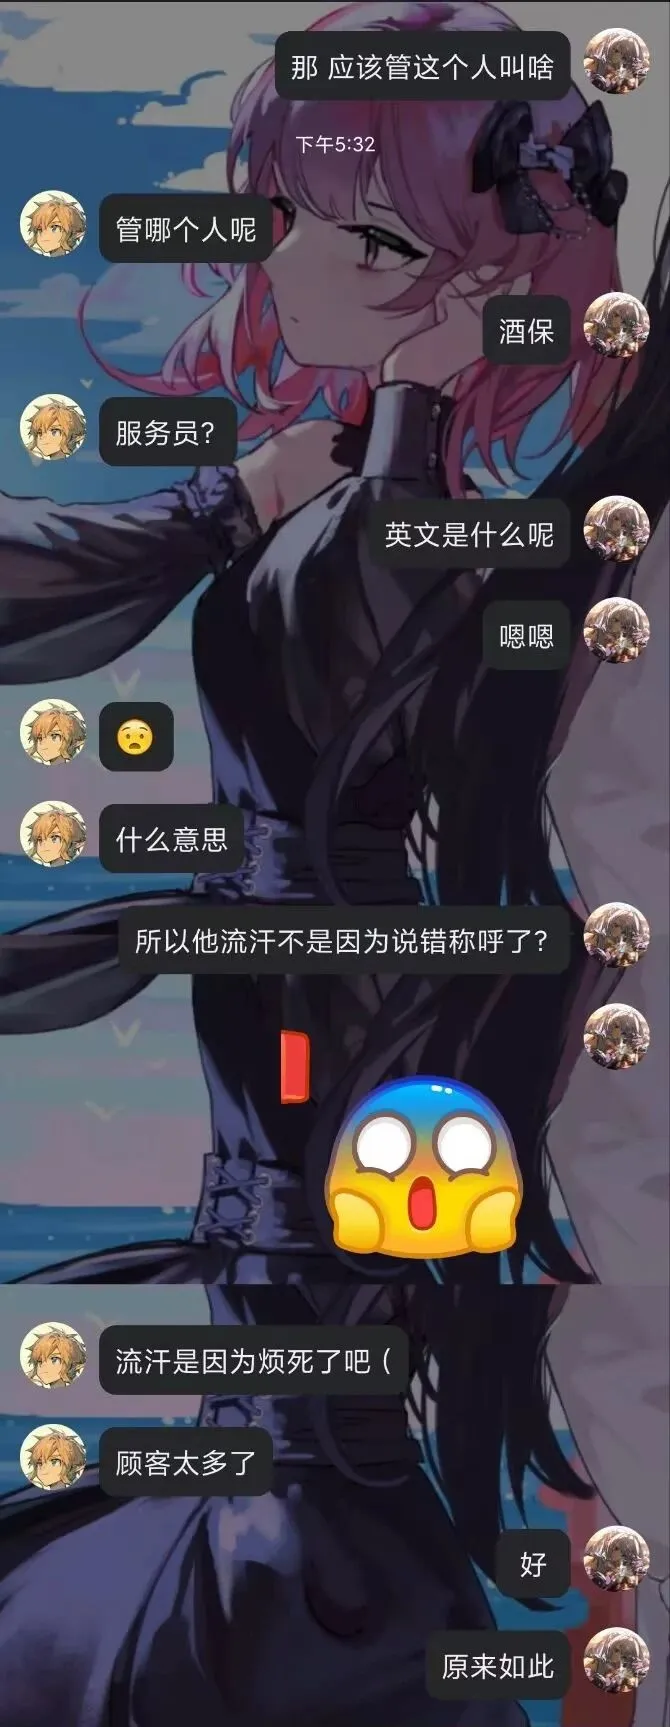 那 应该管这个人叫啥
下午5:32
管哪个人呢
酒保
服务员?
英文是什么呢
嗯嗯
什么意思
所以他流汗不是因为说错称呼了?
流汗是因为烦死了吧（
顾客太多了
好
原来如此